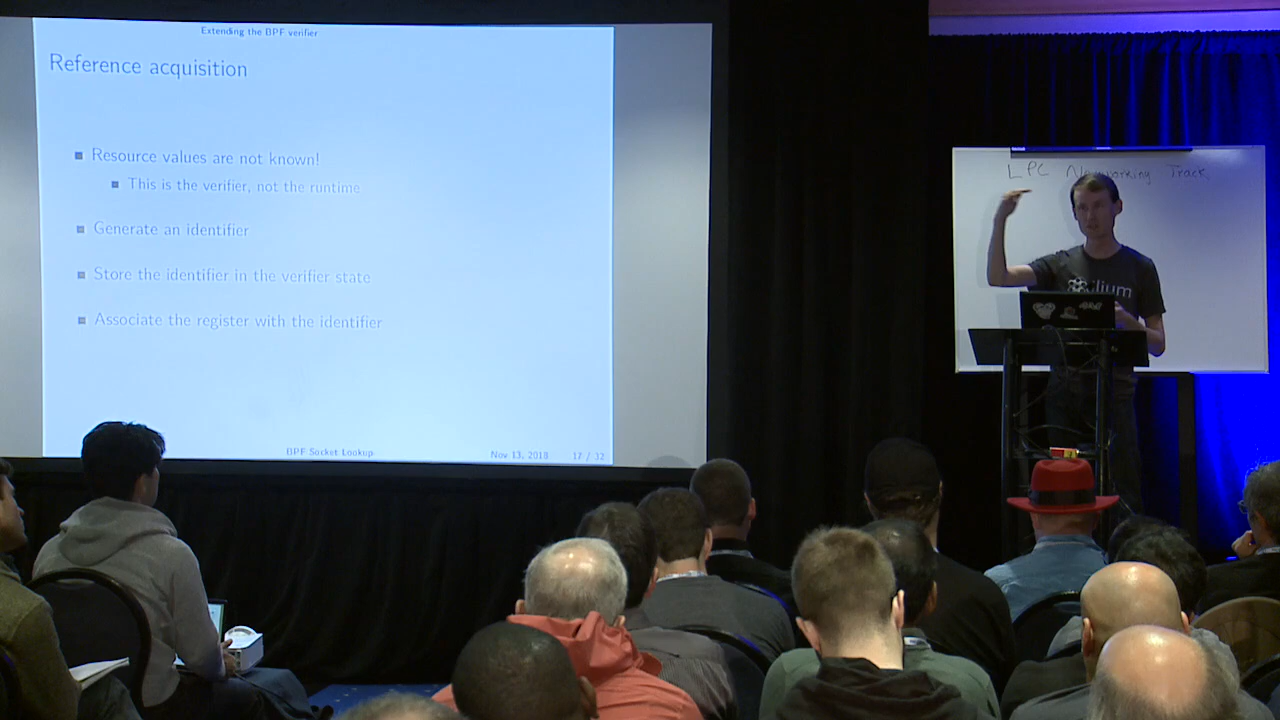 Extending the BPF verifier
Reference acquisition
Resource values are not known!
This is the verifier, not the runtime
Generate an identifier
Store the identifier in the verifier state
Associate the register with the identifier
BPF Socket Lookup
Nov 13, 2018
17 / 32
LPC Networking Track
ilium